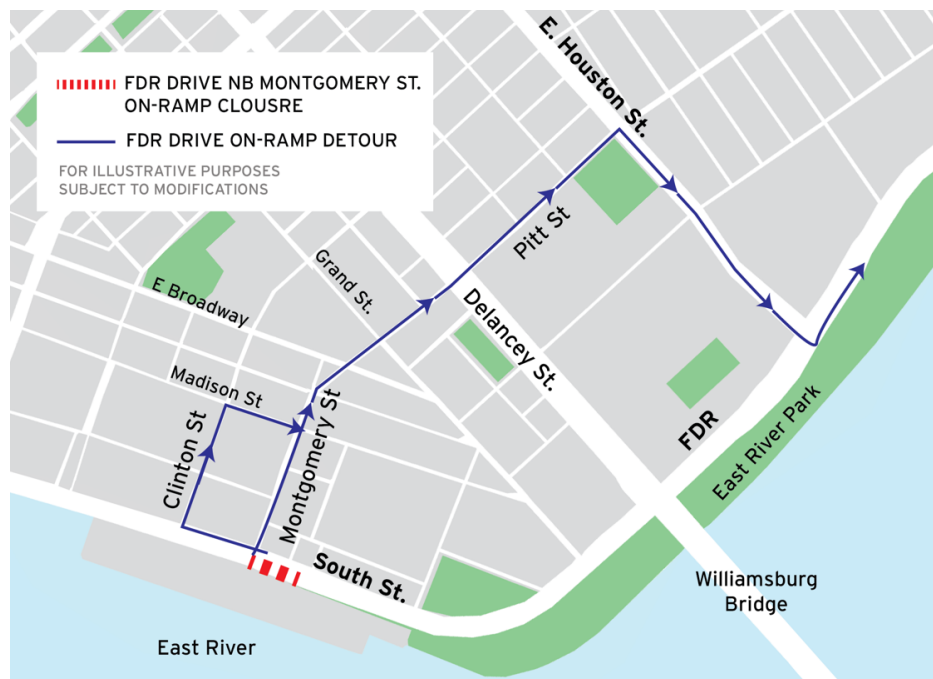 FDR DRIVE NB MONTGOMERY ST.
ON-RAMP CLOUSRE
FDR DRIVE ON-RAMP DETOUR
FOR ILLUSTRATIVE PURPOSES
SUBJECT TO MODIFICATIONS
E. Houston St.
Pitt St
Grand St.
E Broadway
Delancey St.
Madison St
Clinton St
Montgomery St
FDR
East River Park
South St.
Williamsburg
Bridge
East River